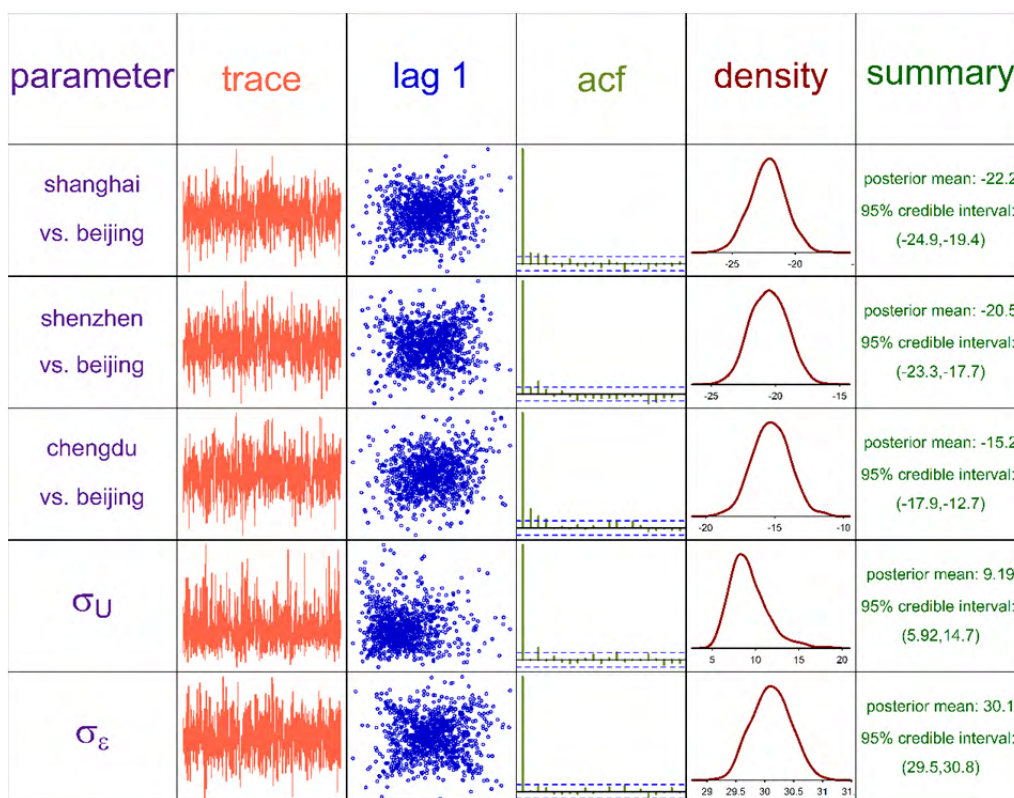 parameter trace lag 1 acf density summary
shanghai
vs. beijing
-25 -20
posterior mean: -22.2
95% credible interval:
(-24.9,-19.4)
shenzhen
vs. beijing
-25 -20 -15
posterior mean: -20.5
95% credible interval:
(-23.3,-17.7)
chengdu
vs. beijing
-20 -15 -10
posterior mean: -15.2
95% credible interval:
(-17.9,-12.7)
σU
5 10 15 20
posterior mean: 9.19
95% credible interval:
(5.92,14.7)
σε
29 29.5 30 30.5 31 31
posterior mean: 30.1
95% credible interval:
(29.5,30.8)